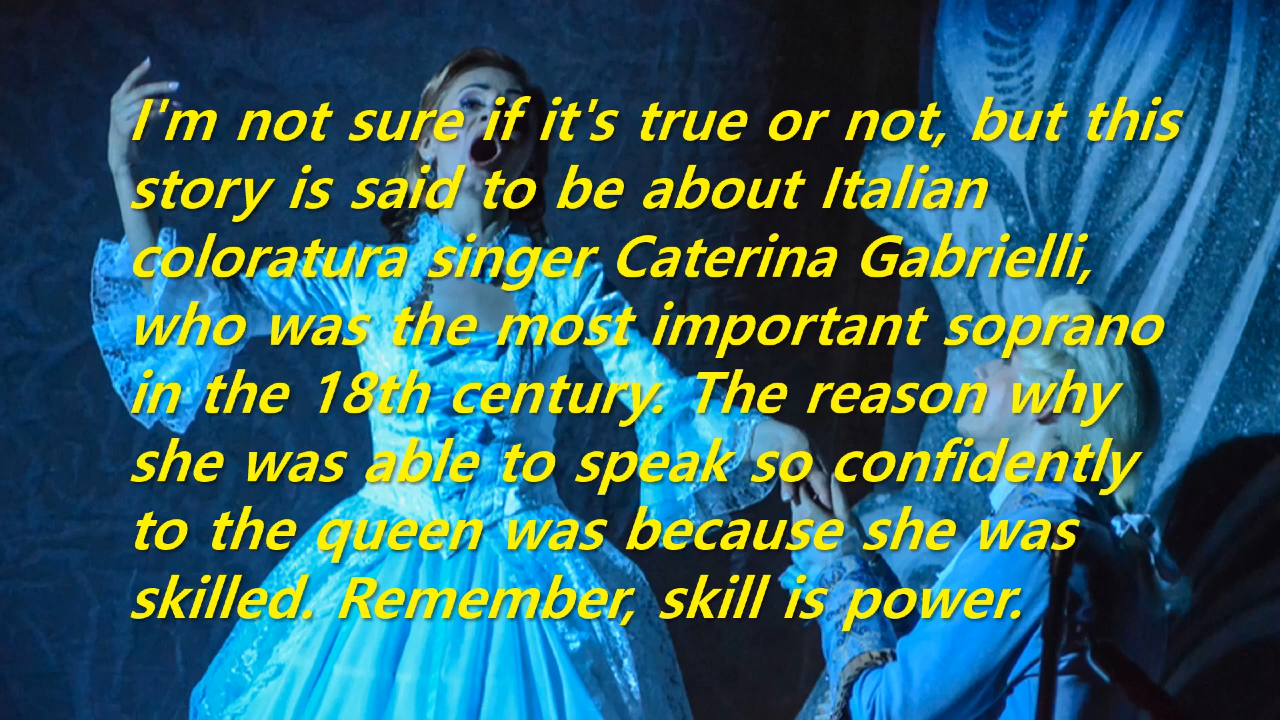 I'm not sure if it's true or not, but this
story is said to be about Italian
coloratura singer Caterina Gabrielli,
who was the most important soprano
in the 18th century. The reason why
she was able to speak so confidently
to the queen was because she was
skilled. Remember, skill is power.